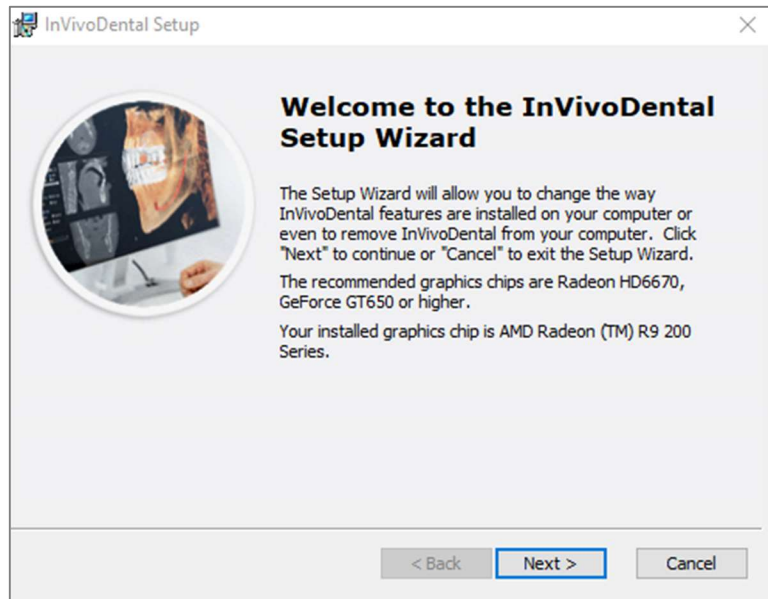 InVivoDental Setup
Welcome to the InVivoDental
Setup Wizard
The Setup Wizard will allow you to change the way
InVivoDental features are installed on your computer or
even to remove InVivoDental from your computer.  Click
"Next" to continue or "Cancel" to exit the Setup Wizard.
The recommended graphics chips are Radeon HD6670,
GeForce GT650 or higher.
Your installed graphics chip is AMD Radeon (TM) R9 200
Series.
< Back
Next >
Cancel